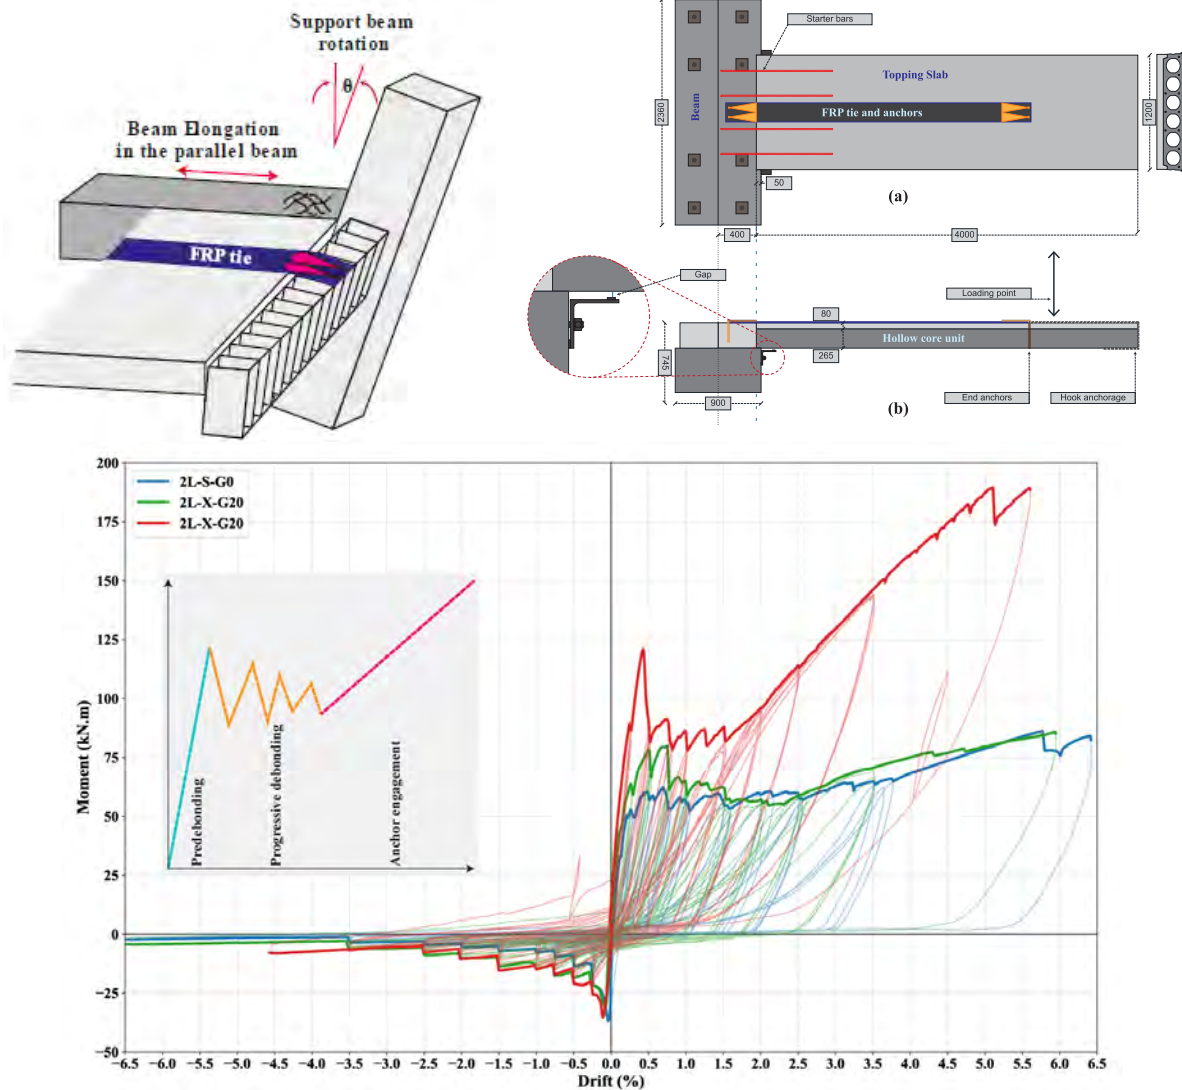 Support beam
rotation
θ
Beam Elongation
in the parallel beam
FRP tie
Starter bars
Topping Slab
Beam
FRP tie and anchors
2360
1200
50
(a)
400
4000
Gap
Loading point
80
Hollow core unit
745
265
900
(b)
End anchors
Hook anchorage
200
175
150
125
100
75
50
25
0
−25
−50
Moment (kN.m)
2L-S-G0
2L-X-G20
2L-X-G20
Predebonding
Progressive debonding
Anchor engagement
−6.5 −6.0 −5.5 −5.0 −4.5 −4.0 −3.5 −3.0 −2.5 −2.0 −1.5 −1.0 −0.5 0.0 0.5 1.0 1.5 2.0 2.5 3.0 3.5 4.0 4.5 5.0 5.5 6.0 6.5
Drift (%)